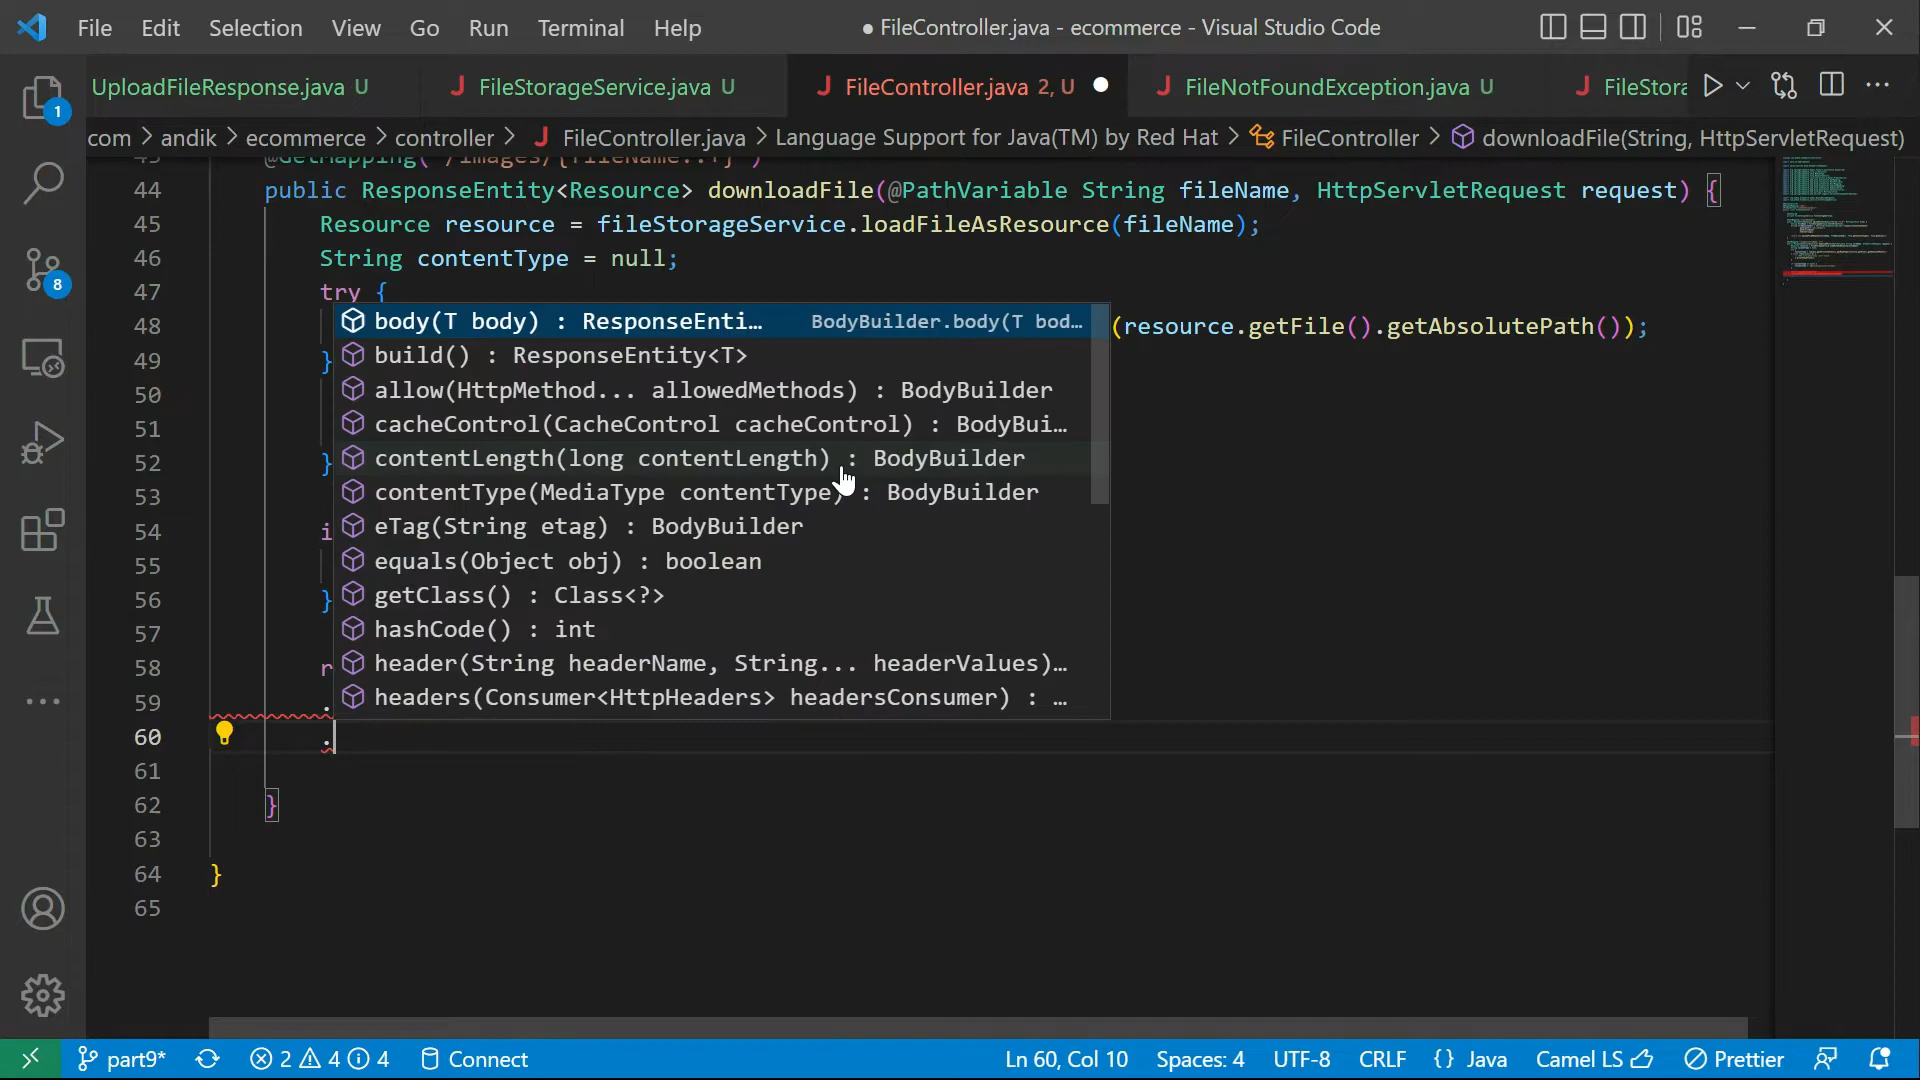 File Edit Selection View Go Run Terminal Help
● FileController.java - ecommerce - Visual Studio Code
UploadFileResponse.java U
J FileStorageService.java U
J FileController.java 2, U
J FileNotFoundException.java U
J FileStora
com > andik > ecommerce > controller > J FileController.java > Language Support for Java(TM) by Red Hat > FileController > downloadFile(String, HttpServletRequest)
1
8
44 public ResponseEntity<Resource> downloadFile(@PathVariable String fileName, HttpServletRequest request) {
45 Resource resource = fileStorageService.loadFileAsResource(fileName);
46 String contentType = null;
47 try {
48 (resource.getFile().getAbsolutePath());
49 }
50
51
52 }
53
54 i
55
56 }
57
58 r
59 .
60 .
61
62 }
63
64 }
65
body(T body) : ResponseEnti… BodyBuilder.body(T bod…
build() : ResponseEntity<T>
allow(HttpMethod... allowedMethods) : BodyBuilder
cacheControl(CacheControl cacheControl) : BodyBui…
contentLength(long contentLength) : BodyBuilder
contentType(MediaType contentType) : BodyBuilder
eTag(String etag) : BodyBuilder
equals(Object obj) : boolean
getClass() : Class<?>
hashCode() : int
header(String headerName, String... headerValues)…
headers(Consumer<HttpHeaders> headersConsumer) : …
part9* 2 4 4 Connect
Ln 60, Col 10 Spaces: 4 UTF-8 CRLF {} Java Camel LS Prettier